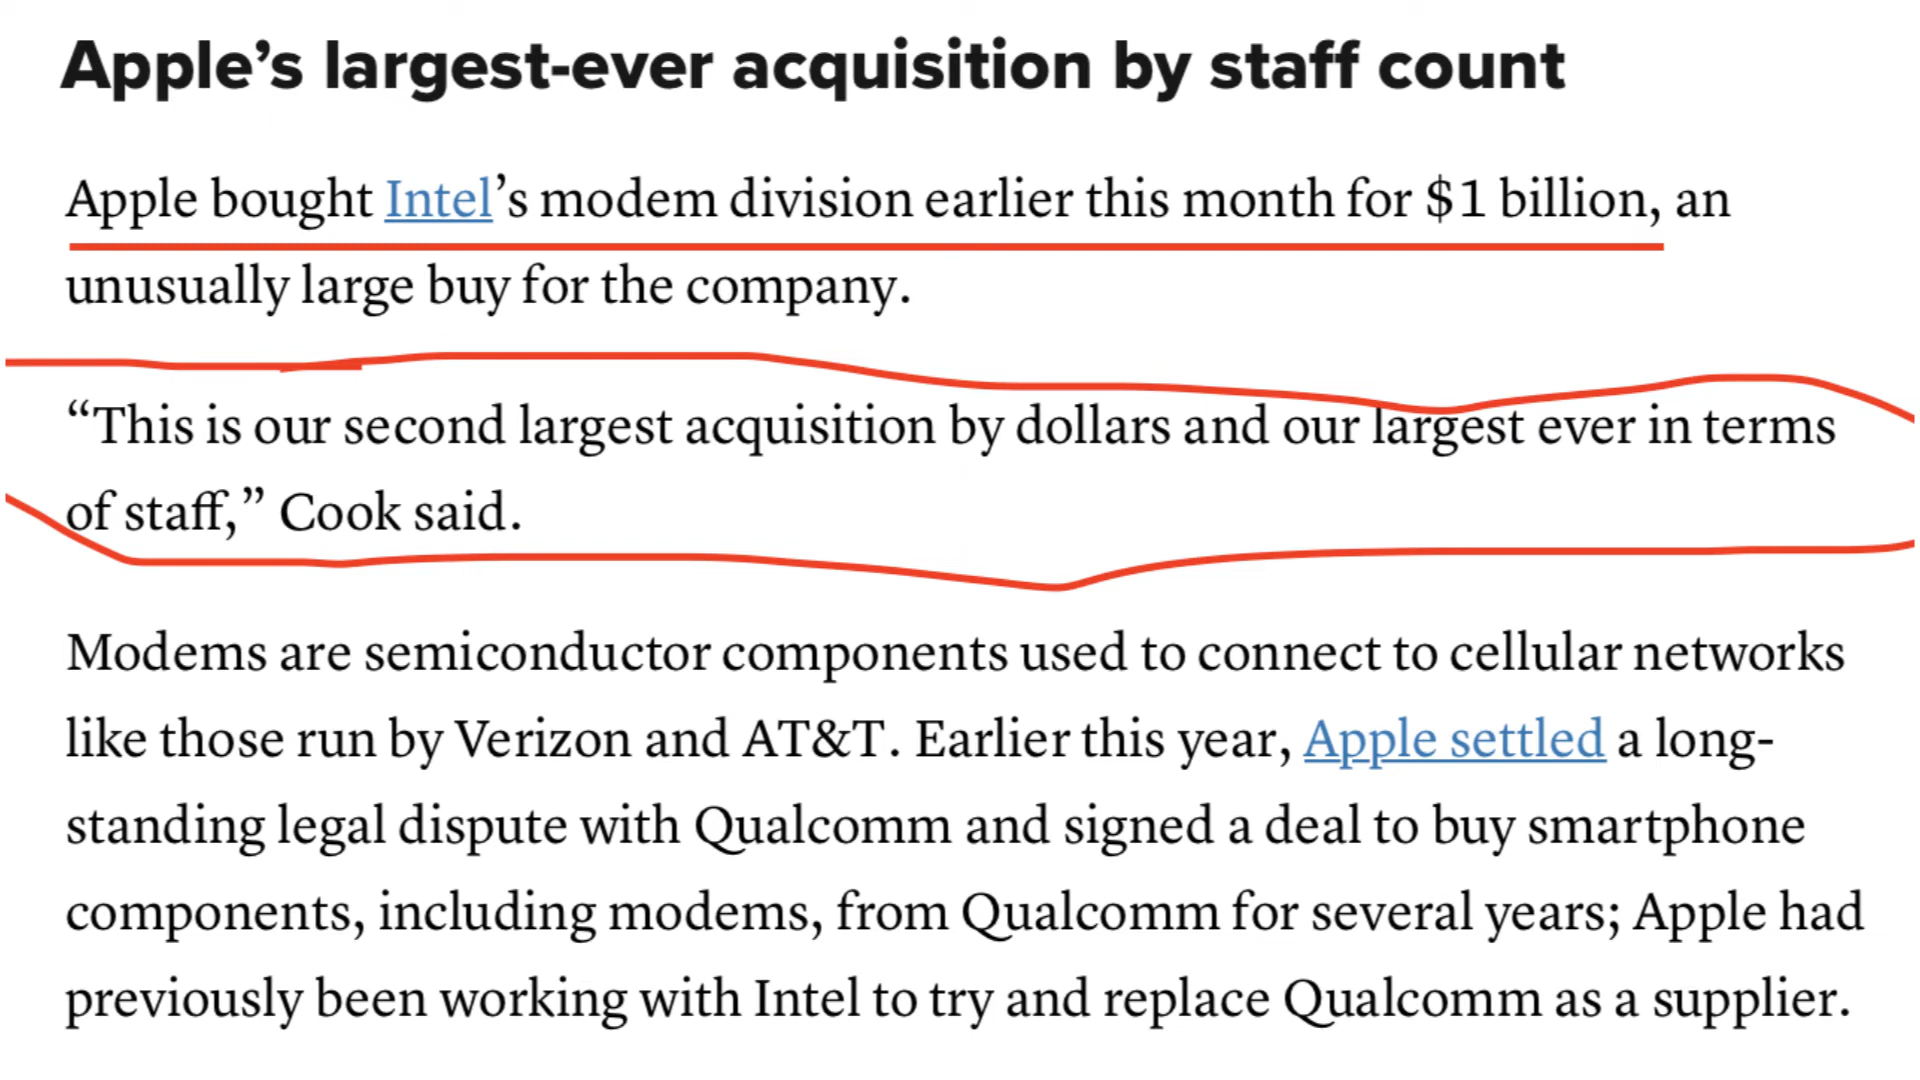 Apple’s largest-ever acquisition by staff count
Apple bought Intel’s modem division earlier this month for $1 billion, an
unusually large buy for the company.
“This is our second largest acquisition by dollars and our largest ever in terms
of staff,” Cook said.
Modems are semiconductor components used to connect to cellular networks
like those run by Verizon and AT&T. Earlier this year, Apple settled a long-
standing legal dispute with Qualcomm and signed a deal to buy smartphone
components, including modems, from Qualcomm for several years; Apple had
previously been working with Intel to try and replace Qualcomm as a supplier.